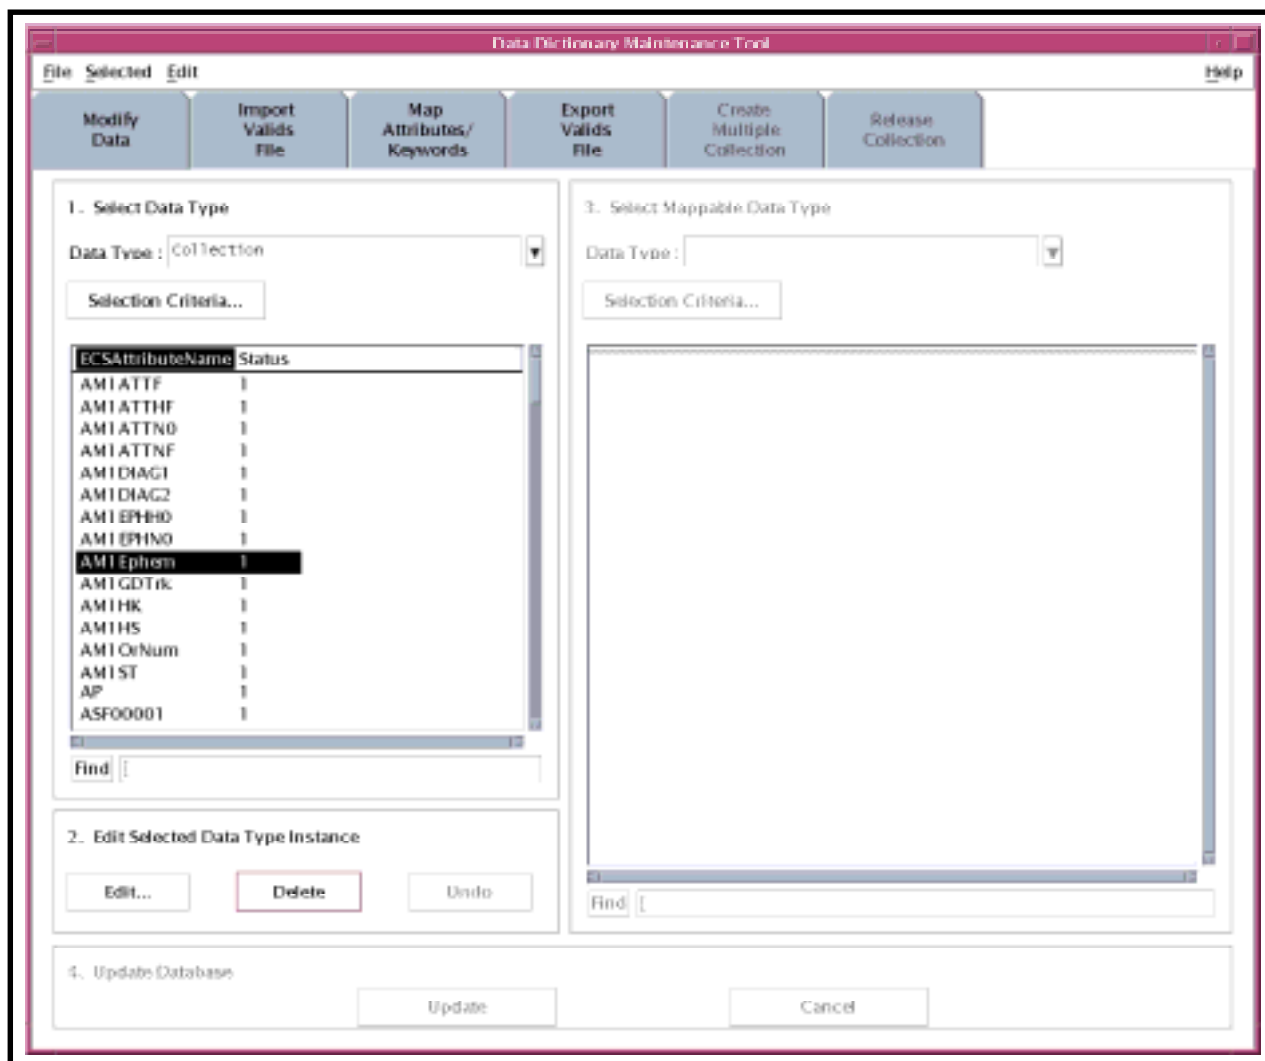 Data Dictionary Maintenance Tool
File Selected Edit Help
Modify Data
Import Valids File
Map Attributes/ Keywords
Export Valids File
Create Multiple Collection
Release Collection
1. Select Data Type
Data Type : Collection
Selection Criteria...
ECSAttributeName Status
AM1ATTF 1
AM1ATTHF 1
AM1ATTN0 1
AM1ATTNF 1
AM1DIAG1 1
AM1DIAG2 1
AM1EPHH0 1
AM1EPHN0 1
AM1Ephem 1
AM1GDTrk 1
AM1HK 1
AM1HS 1
AM1OrNum 1
AM1ST 1
AP 1
ASF00001 1
Find
2. Edit Selected Data Type Instance
Edit... Delete Undo
3. Select Mappable Data Type
Data Type :
Selection Criteria...
Find
4. Update Database
Update Cancel